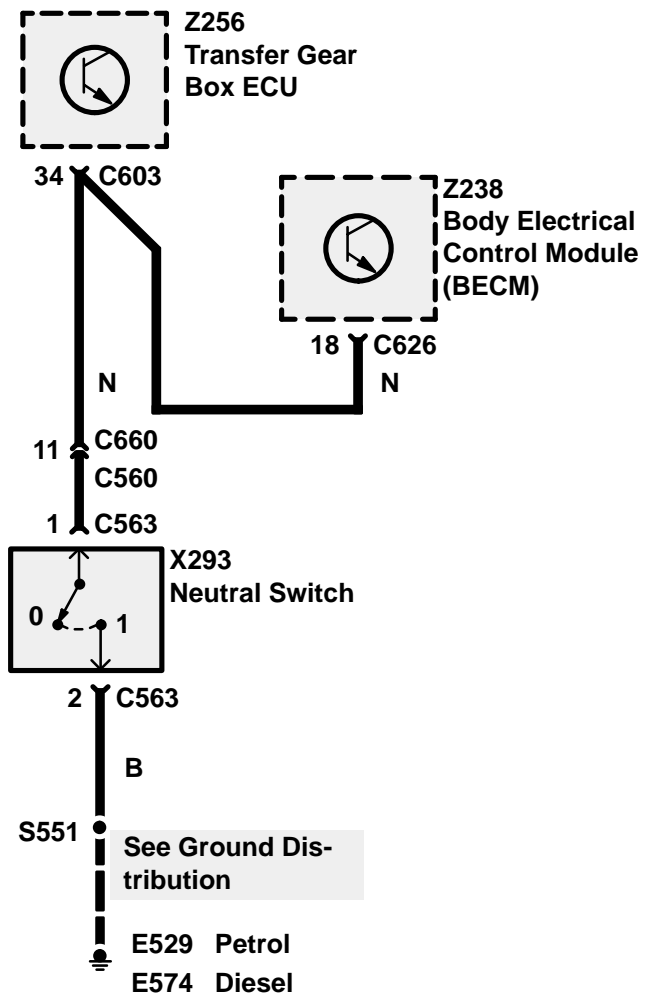 Z256
Transfer Gear
Box ECU
34 C603
Z238
Body Electrical
Control Module
(BECM)
18 C626
N N
11 C660
C560
1 C563
X293
Neutral Switch
0 1
2 C563
B
S551
See Ground Dis-
tribution
E529 Petrol
E574 Diesel